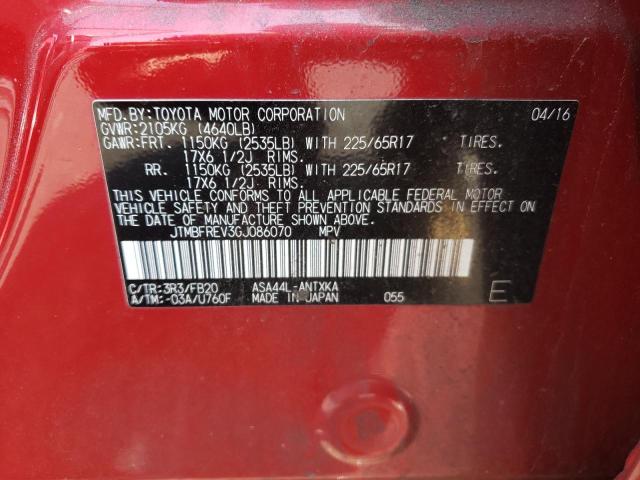 MFD.BY:TOYOTA MOTOR CORPORATION 04/16
GVWR:2105KG (4640LB)
GAWR:FRT. 1150KG (2535LB) WITH 225/65R17 TIRES.
17X6 1/2J RIMS.
RR. 1150KG (2535LB) WITH 225/65R17 TIRES.
17X6 1/2J RIMS.
THIS VEHICLE CONFORMS TO ALL APPLICABLE FEDERAL MOTOR
VEHICLE SAFETY AND THEFT PREVENTION STANDARDS IN EFFECT ON
THE DATE OF MANUFACTURE SHOWN ABOVE.
JTMBFREV3GJ086070 MPV
C/TR:3R3/FB20 ASA44L-ANTXKA
A/TM:-03A/U760F MADE IN JAPAN 055 E